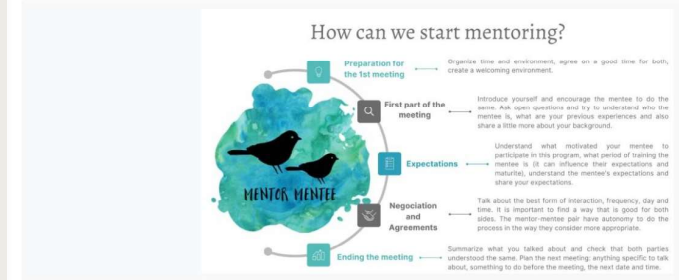 How can we start mentoring?
Preparation for
the 1st meeting
Organize time and environment, agree on a good time for both,
create a welcoming environment.
First part of the
meeting
Introduce yourself and encourage the mentee to do the
same. Ask open questions and try to understand who the
mentee is, what are your previous experiences and also
share a little more about your background.
Expectations
Understand what motivated your mentee to
participate in this program, what period of training the
mentee is (it can influence their expectations and
maturite), understand the mentee's expectations and
share your expectations.
MENTOR MENTEE
Negociation
and
Agreements
Talk about the best form of interaction, frequency, day and
time. It is important to find a way that is good for both
sides. The mentor-mentee pair have autonomy to do the
process in the way they consider more appropriate.
Ending the meeting
Summarize what you talked about and check that both parties
understood the same. Plan the next meeting: anything specific to talk
about, something to do before the meeting, the next date and time.